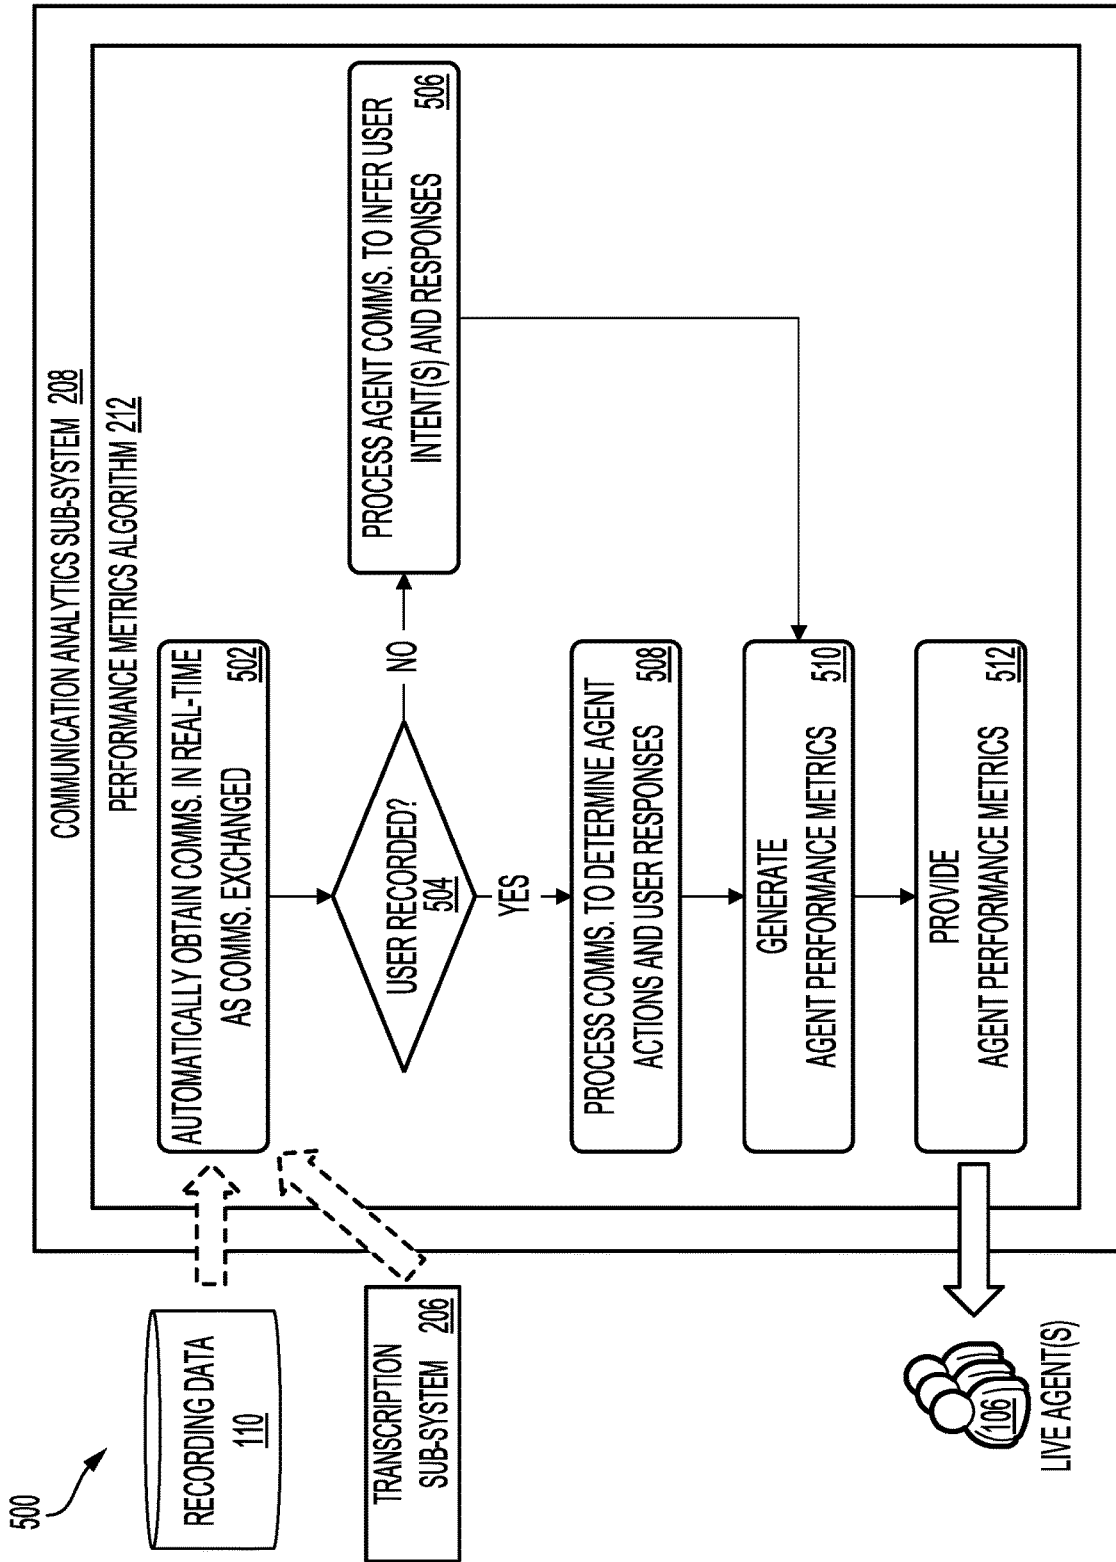 500
COMMUNICATION ANALYTICS SUB-SYSTEM 208
PERFORMANCE METRICS ALGORITHM 212
RECORDING DATA
110
TRANSCRIPTION
SUB-SYSTEM 206
AUTOMATICALLY OBTAIN COMMS. IN REAL-TIME
AS COMMS. EXCHANGED 502
USER RECORDED?
504
NO
PROCESS AGENT COMMS. TO INFER USER
INTENT(S) AND RESPONSES 506
YES
PROCESS COMMS. TO DETERMINE AGENT
ACTIONS AND USER RESPONSES 508
GENERATE
AGENT PERFORMANCE METRICS 510
PROVIDE
AGENT PERFORMANCE METRICS 512
106
LIVE AGENT(S)